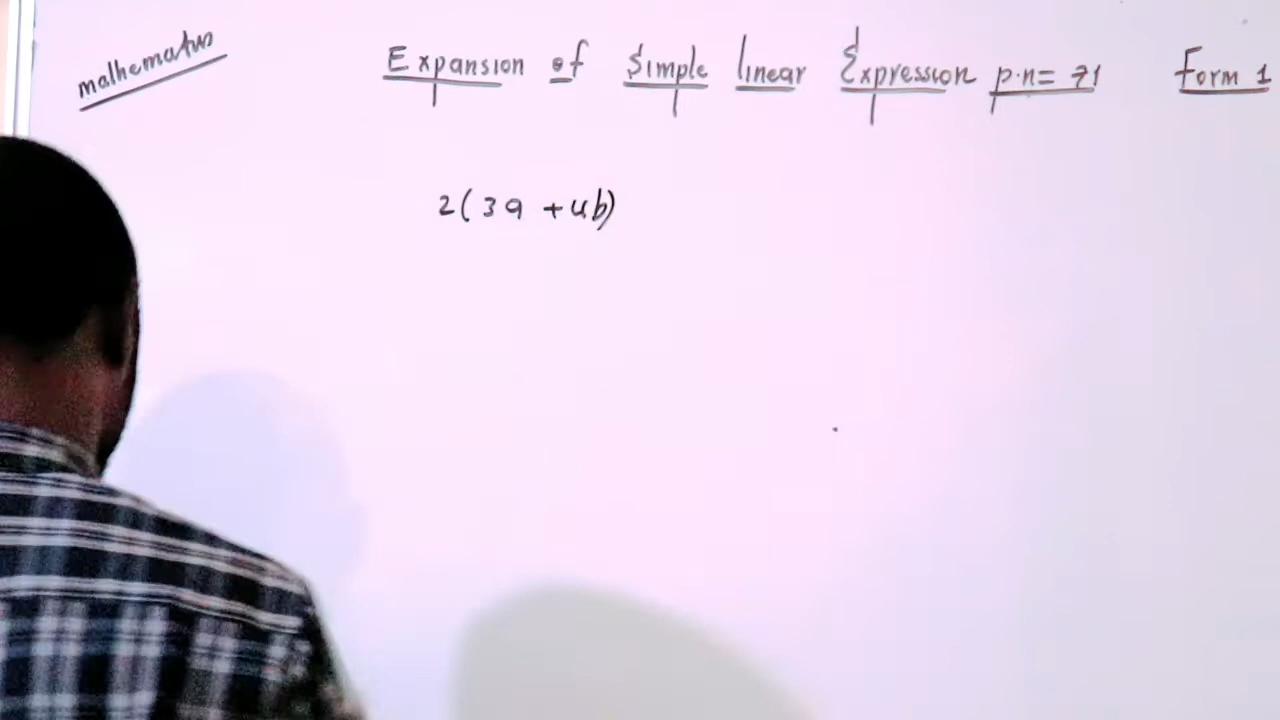 mathematics
Expansion of Simple linear Expression p.n= 71 Form 1
2(3a +4b)